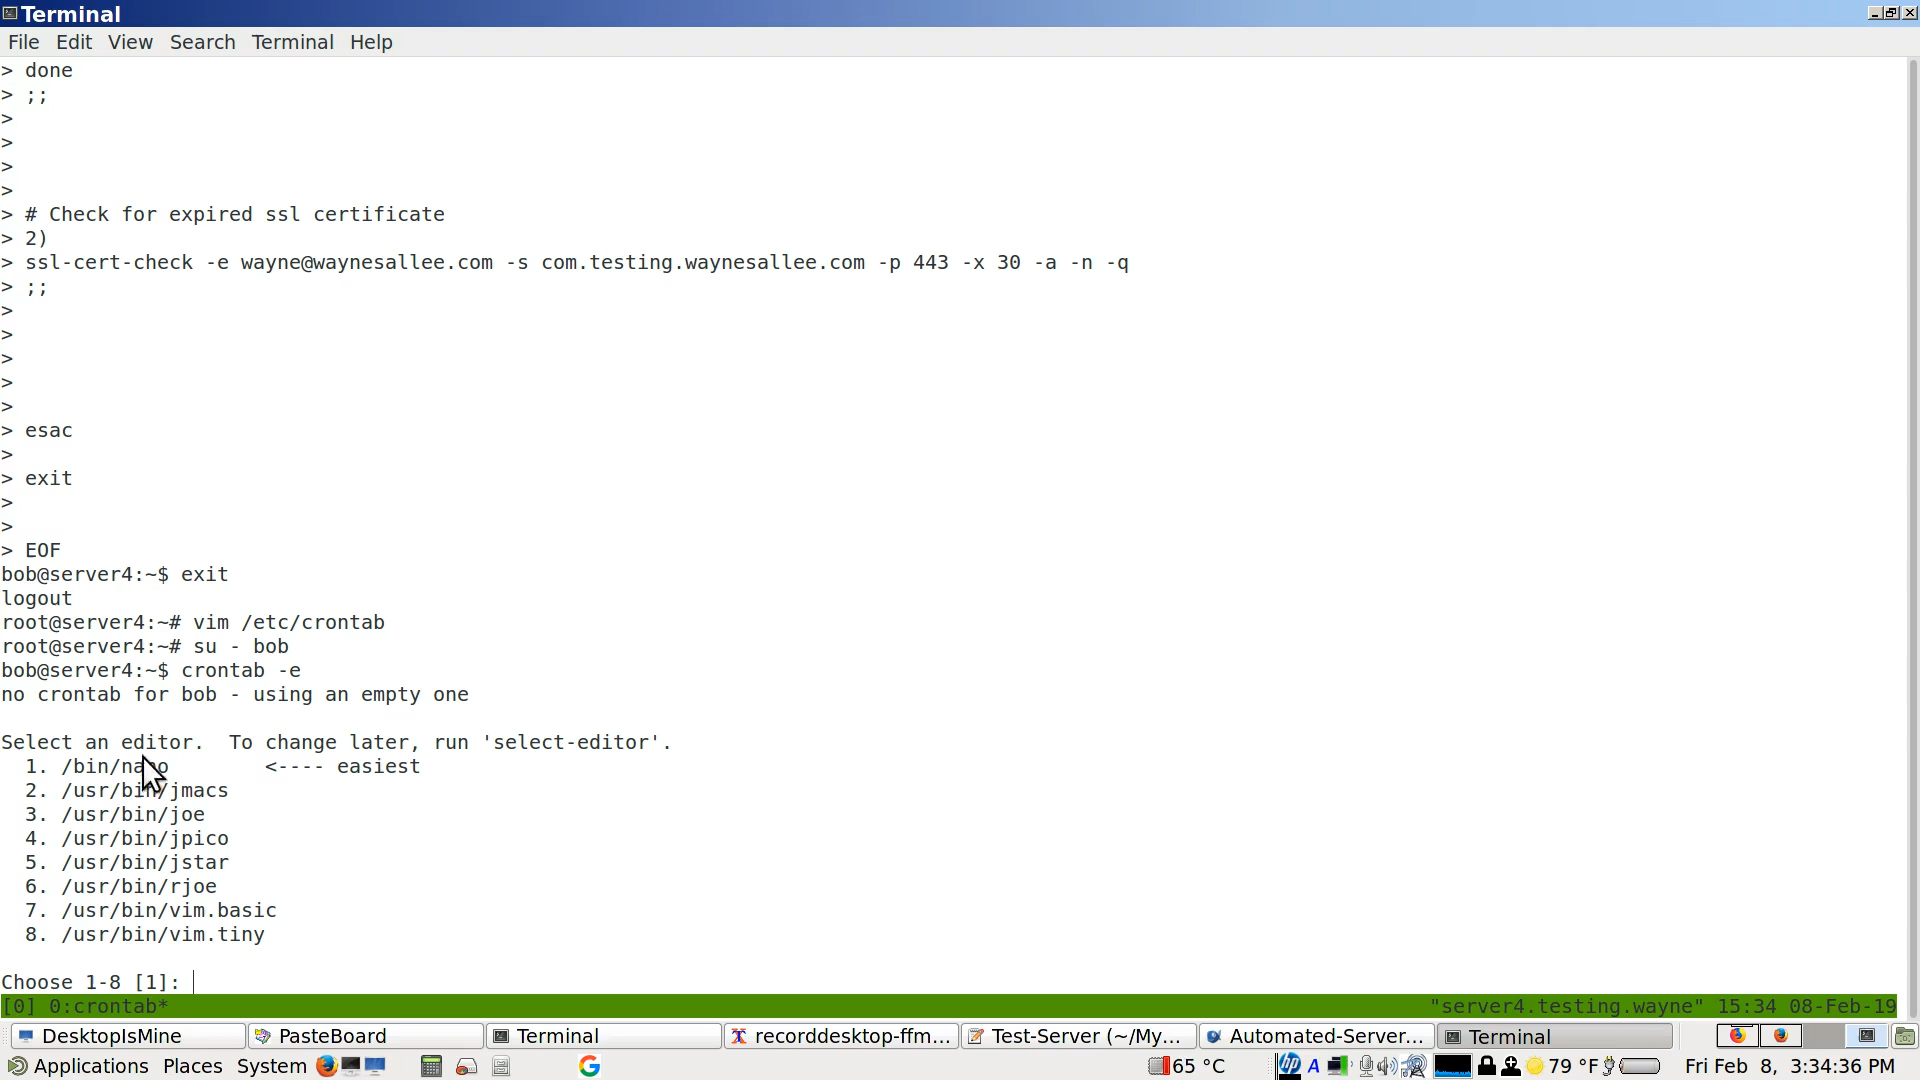 Terminal
File Edit View Search Terminal Help
> done
> ;;
>
>
>
>
> # Check for expired ssl certificate
> 2)
> ssl-cert-check -e wayne@waynesallee.com -s com.testing.waynesallee.com -p 443 -x 30 -a -n -q
> ;;
>
>
>
>
>
> esac
>
> exit
>
>
> EOF
bob@server4:~$ exit
logout
root@server4:~# vim /etc/crontab
root@server4:~# su - bob
bob@server4:~$ crontab -e
no crontab for bob - using an empty one
Select an editor.  To change later, run 'select-editor'.
  1. /bin/nano        <---- easiest
  2. /usr/bin/jmacs
  3. /usr/bin/joe
  4. /usr/bin/jpico
  5. /usr/bin/jstar
  6. /usr/bin/rjoe
  7. /usr/bin/vim.basic
  8. /usr/bin/vim.tiny
Choose 1-8 [1]:
[0] 0:crontab* "server4.testing.wayne" 15:34 08-Feb-19
DesktopIsMine PasteBoard Terminal recorddesktop-ffm... Test-Server (~/My... Automated-Server... Terminal
Applications Places System 65 °C A 79 °F Fri Feb 8, 3:34:36 PM